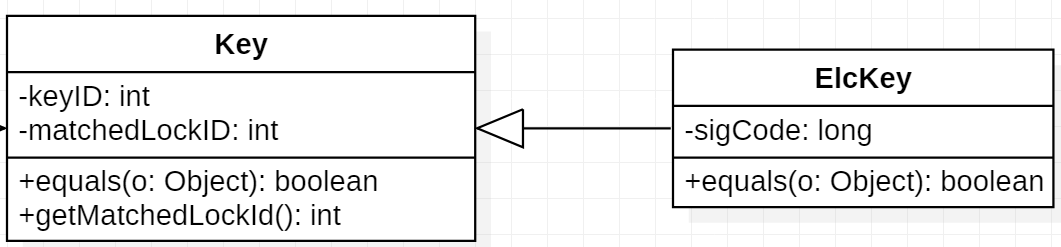 Key
-keyID: int
-matchedLockID: int
+equals(o: Object): boolean
+getMatchedLockId(): int
ElcKey
-sigCode: long
+equals(o: Object): boolean